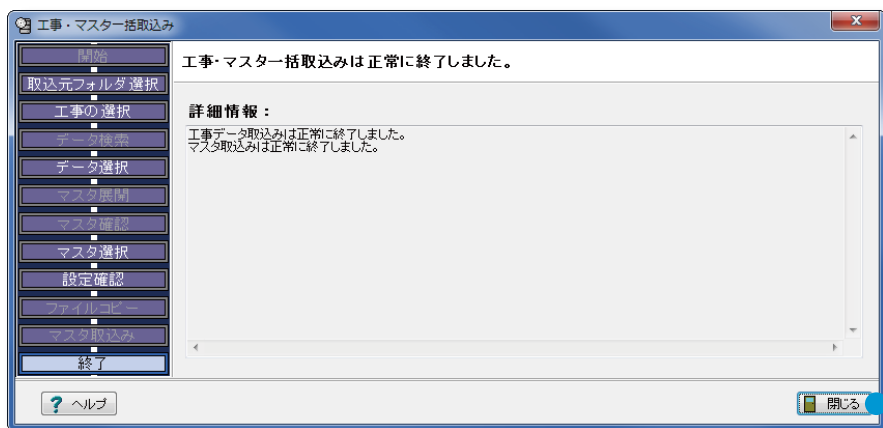 工事・マスター括取込み
開始
取込元フォルダ選択
工事の選択
データ検索
データ選択
マスタ展開
マスタ確認
マスタ選択
設定確認
ファイルコピー
マスタ取込み
終了
工事・マスター括取込みは正常に終了しました。
詳細情報：
工事データ取込みは正常に終了しました。
マスタ取込みは正常に終了しました。
? ヘルプ
閉じる